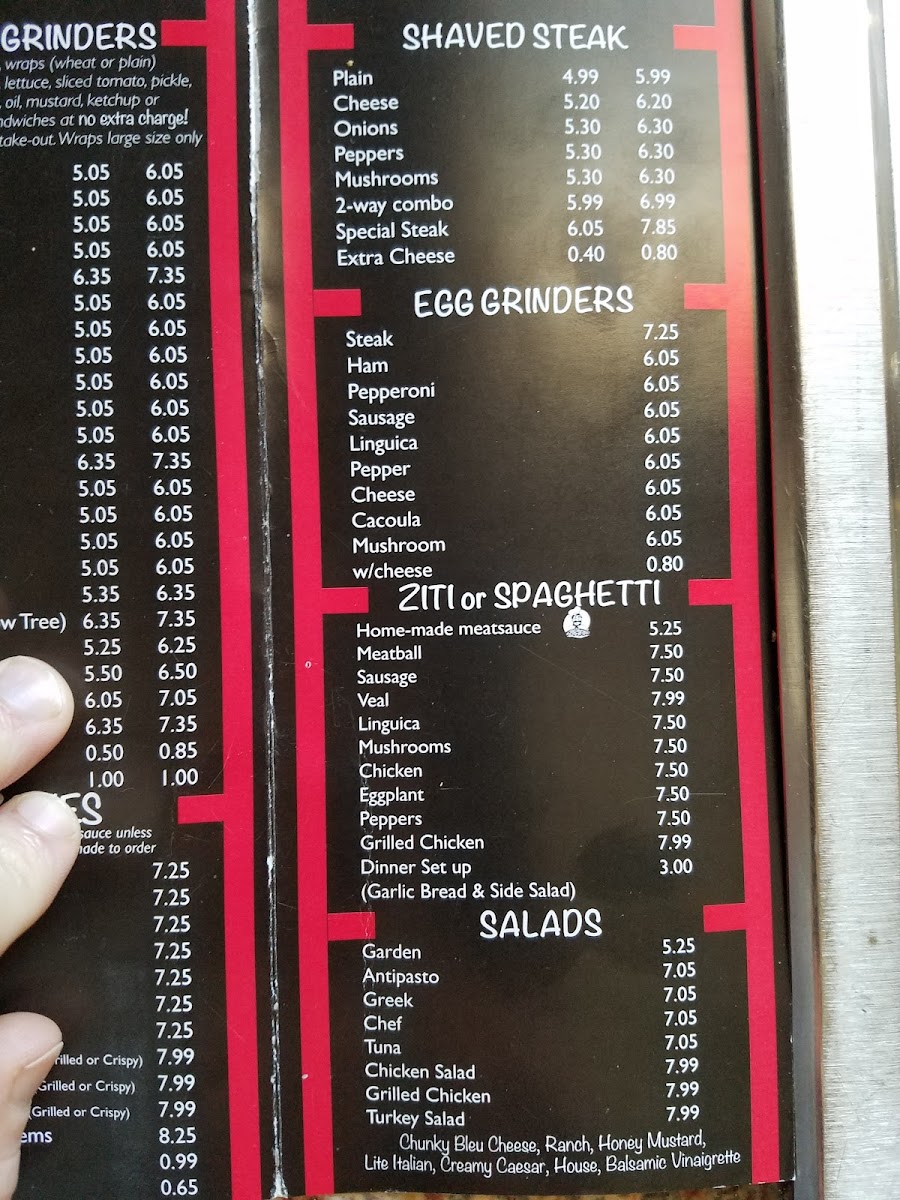 GRINDERS
wraps (wheat or plain)
lettuce, sliced tomato, pickle,
oil, mustard, ketchup or
at no extra charge!
take-out. Wraps large size only
5.05 6.05
5.05 6.05
5.05 6.05
5.05 6.05
6.35 7.35
5.05 6.05
5.05 6.05
5.05 6.05
5.05 6.05
5.05 6.05
5.05 6.05
6.35 7.35
5.05 6.05
5.05 6.05
5.05 6.05
5.05 6.05
5.35 6.35
w Tree) 6.35 7.35
5.25 6.25
5.50 6.50
6.05 7.05
6.35 7.35
0.50 0.85
1.00 1.00
ES
sauce unless
made to order
7.25
7.25
7.25
7.25
7.25
7.25
7.25
rilled or Crispy) 7.99
Grilled or Crispy) 7.99
(Grilled or Crispy) 7.99
ems 8.25
0.99
0.65
SHAVED STEAK
Plain 4.99 5.99
Cheese 5.20 6.20
Onions 5.30 6.30
Peppers 5.30 6.30
Mushrooms 5.30 6.30
2-way combo 5.99 6.99
Special Steak 6.05 7.85
Extra Cheese 0.40 0.80
EGG GRINDERS
Steak 7.25
Ham 6.05
Pepperoni 6.05
Sausage 6.05
Linguica 6.05
Pepper 6.05
Cheese 6.05
Cacoula 6.05
Mushroom 6.05
w/cheese 0.80
ZITI or SPAGHETTI
Home-made meatsauce 5.25
Meatball 7.50
Sausage 7.50
Veal 7.99
Linguica 7.50
Mushrooms 7.50
Chicken 7.50
Eggplant 7.50
Peppers 7.50
Grilled Chicken 7.99
Dinner Set up 3.00
(Garlic Bread & Side Salad)
SALADS
Garden 5.25
Antipasto 7.05
Greek 7.05
Chef 7.05
Tuna 7.05
Chicken Salad 7.99
Grilled Chicken 7.99
Turkey Salad 7.99
Chunky Bleu Cheese, Ranch, Honey Mustard,
Lite Italian, Creamy Caesar, House, Balsamic Vinaigrette